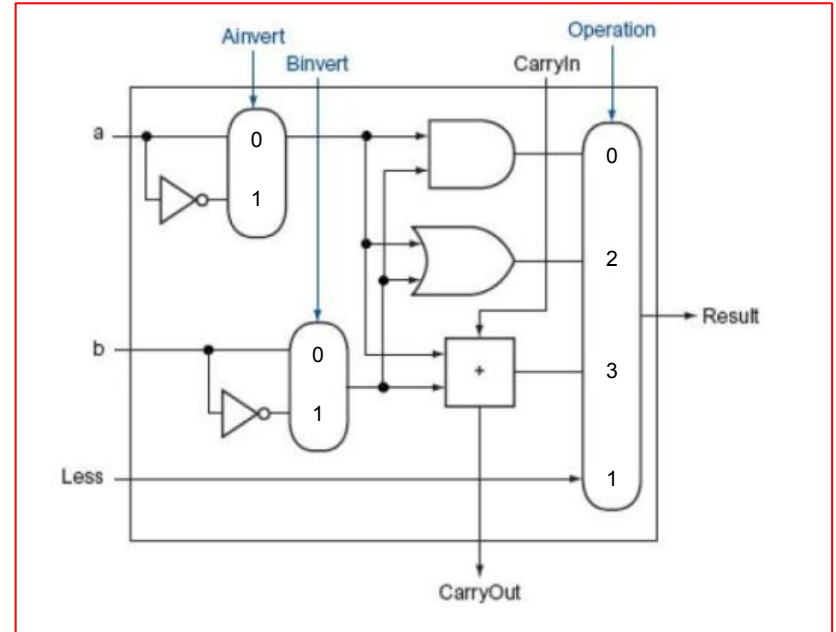 Ainvert
Operation
Binvert
CarryIn
a
0
0
1
2
Result
b
0
+
3
1
Less
1
CarryOut